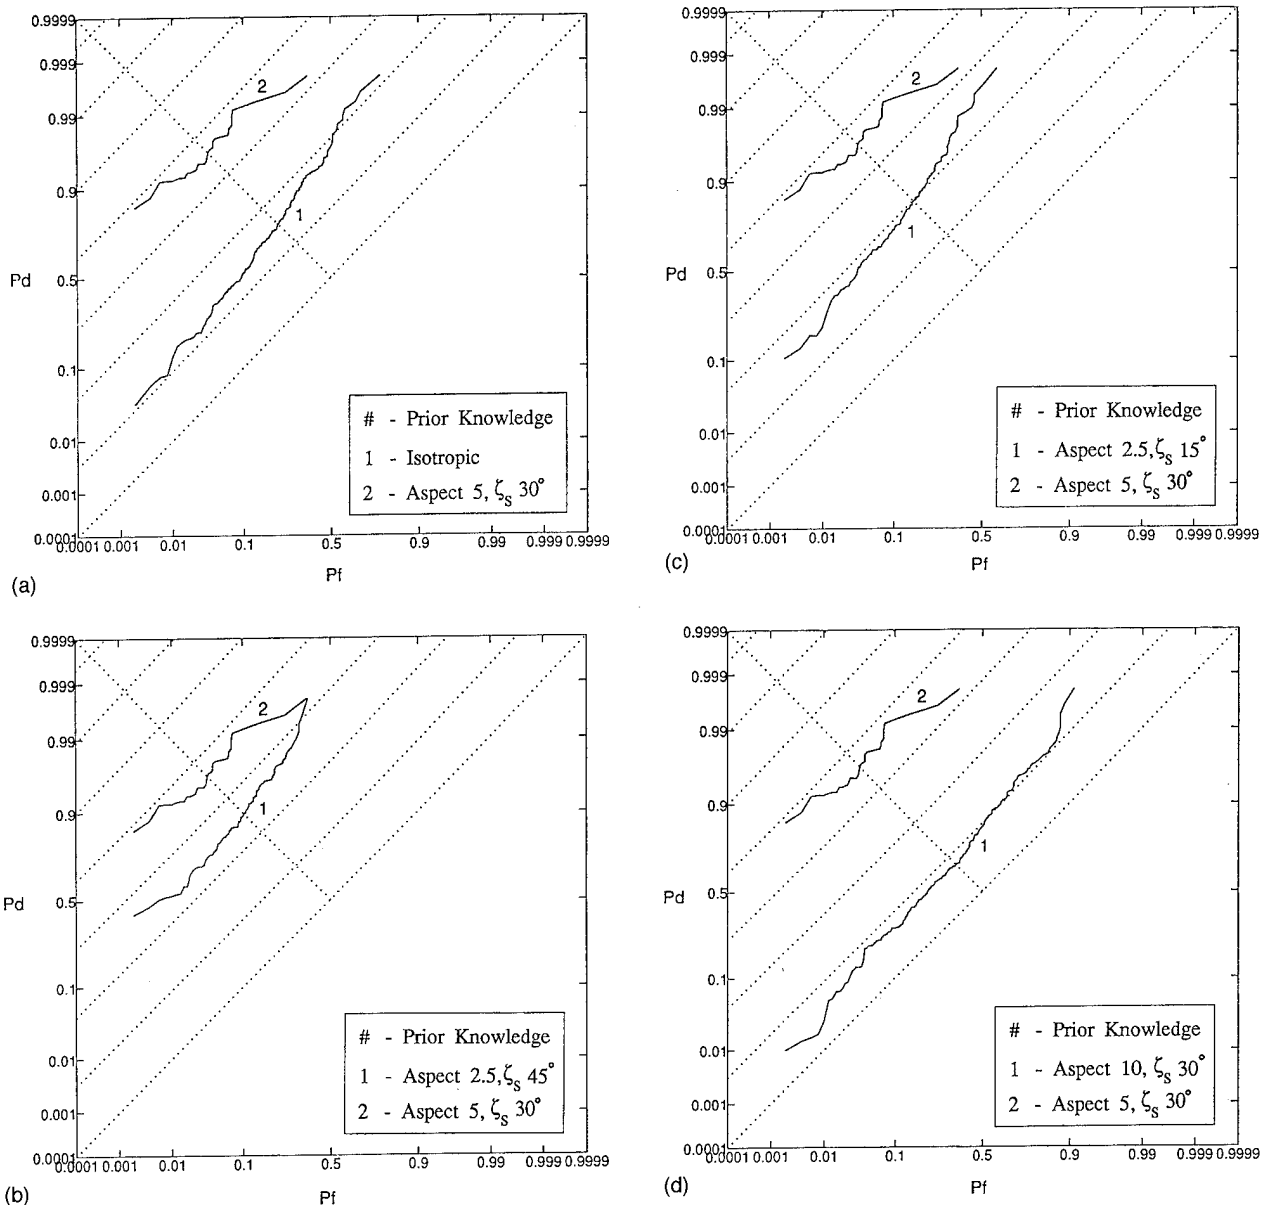 0.9999
0.999
0.99
0.9
Pd
0.5
0.1
0.01
0.001
0.0001
0.0001 0.001 0.01 0.1 0.5 0.9 0.99 0.999 0.9999
Pf
2
1
# - Prior Knowledge
1 - Isotropic
2 - Aspect 5, ζs 30°
(a)
0.9999
0.999
0.99
0.9
Pd
0.5
0.1
0.01
0.001
0.0001
0.0001 0.001 0.01 0.1 0.5 0.9 0.99 0.999 0.9999
Pf
2
1
# - Prior Knowledge
1 - Aspect 2.5, ζs 45°
2 - Aspect 5, ζs 30°
(b)
0.9999
0.999
0.99
0.9
Pd
0.5
0.1
0.01
0.001
0.0001
0.0001 0.001 0.01 0.1 0.5 0.9 0.99 0.999 0.9999
Pf
2
1
# - Prior Knowledge
1 - Aspect 2.5, ζs 15°
2 - Aspect 5, ζs 30°
(c)
0.9999
0.999
0.99
0.9
Pd
0.5
0.1
0.01
0.001
0.0001
0.0001 0.001 0.01 0.1 0.5 0.9 0.99 0.999 0.9999
Pf
2
1
# - Prior Knowledge
1 - Aspect 10, ζs 30°
2 - Aspect 5, ζs 30°
(d)